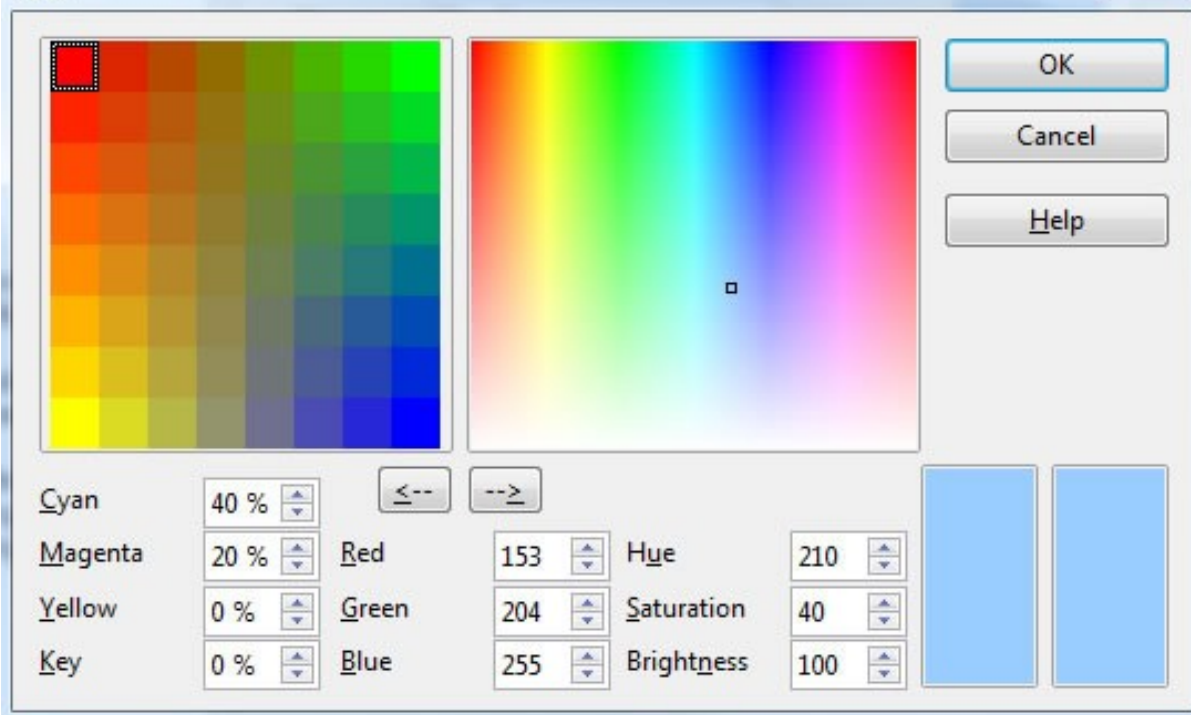 OK
Cancel
Help
<-- -->
Cyan 40 %
Magenta 20 % Red 153 Hue 210
Yellow 0 % Green 204 Saturation 40
Key 0 % Blue 255 Brightness 100